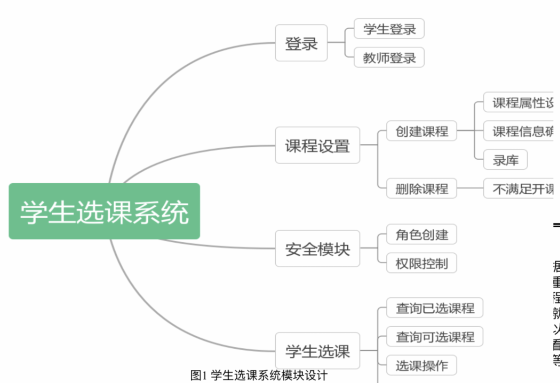 学生选课系统
登录
学生登录
教师登录
课程设置
创建课程
课程属性设
课程信息确
录库
删除课程
不满足开课
安全模块
角色创建
权限控制
学生选课
查询已选课程
查询可选课程
选课操作
图1 学生选课系统模块设计
重
程
等